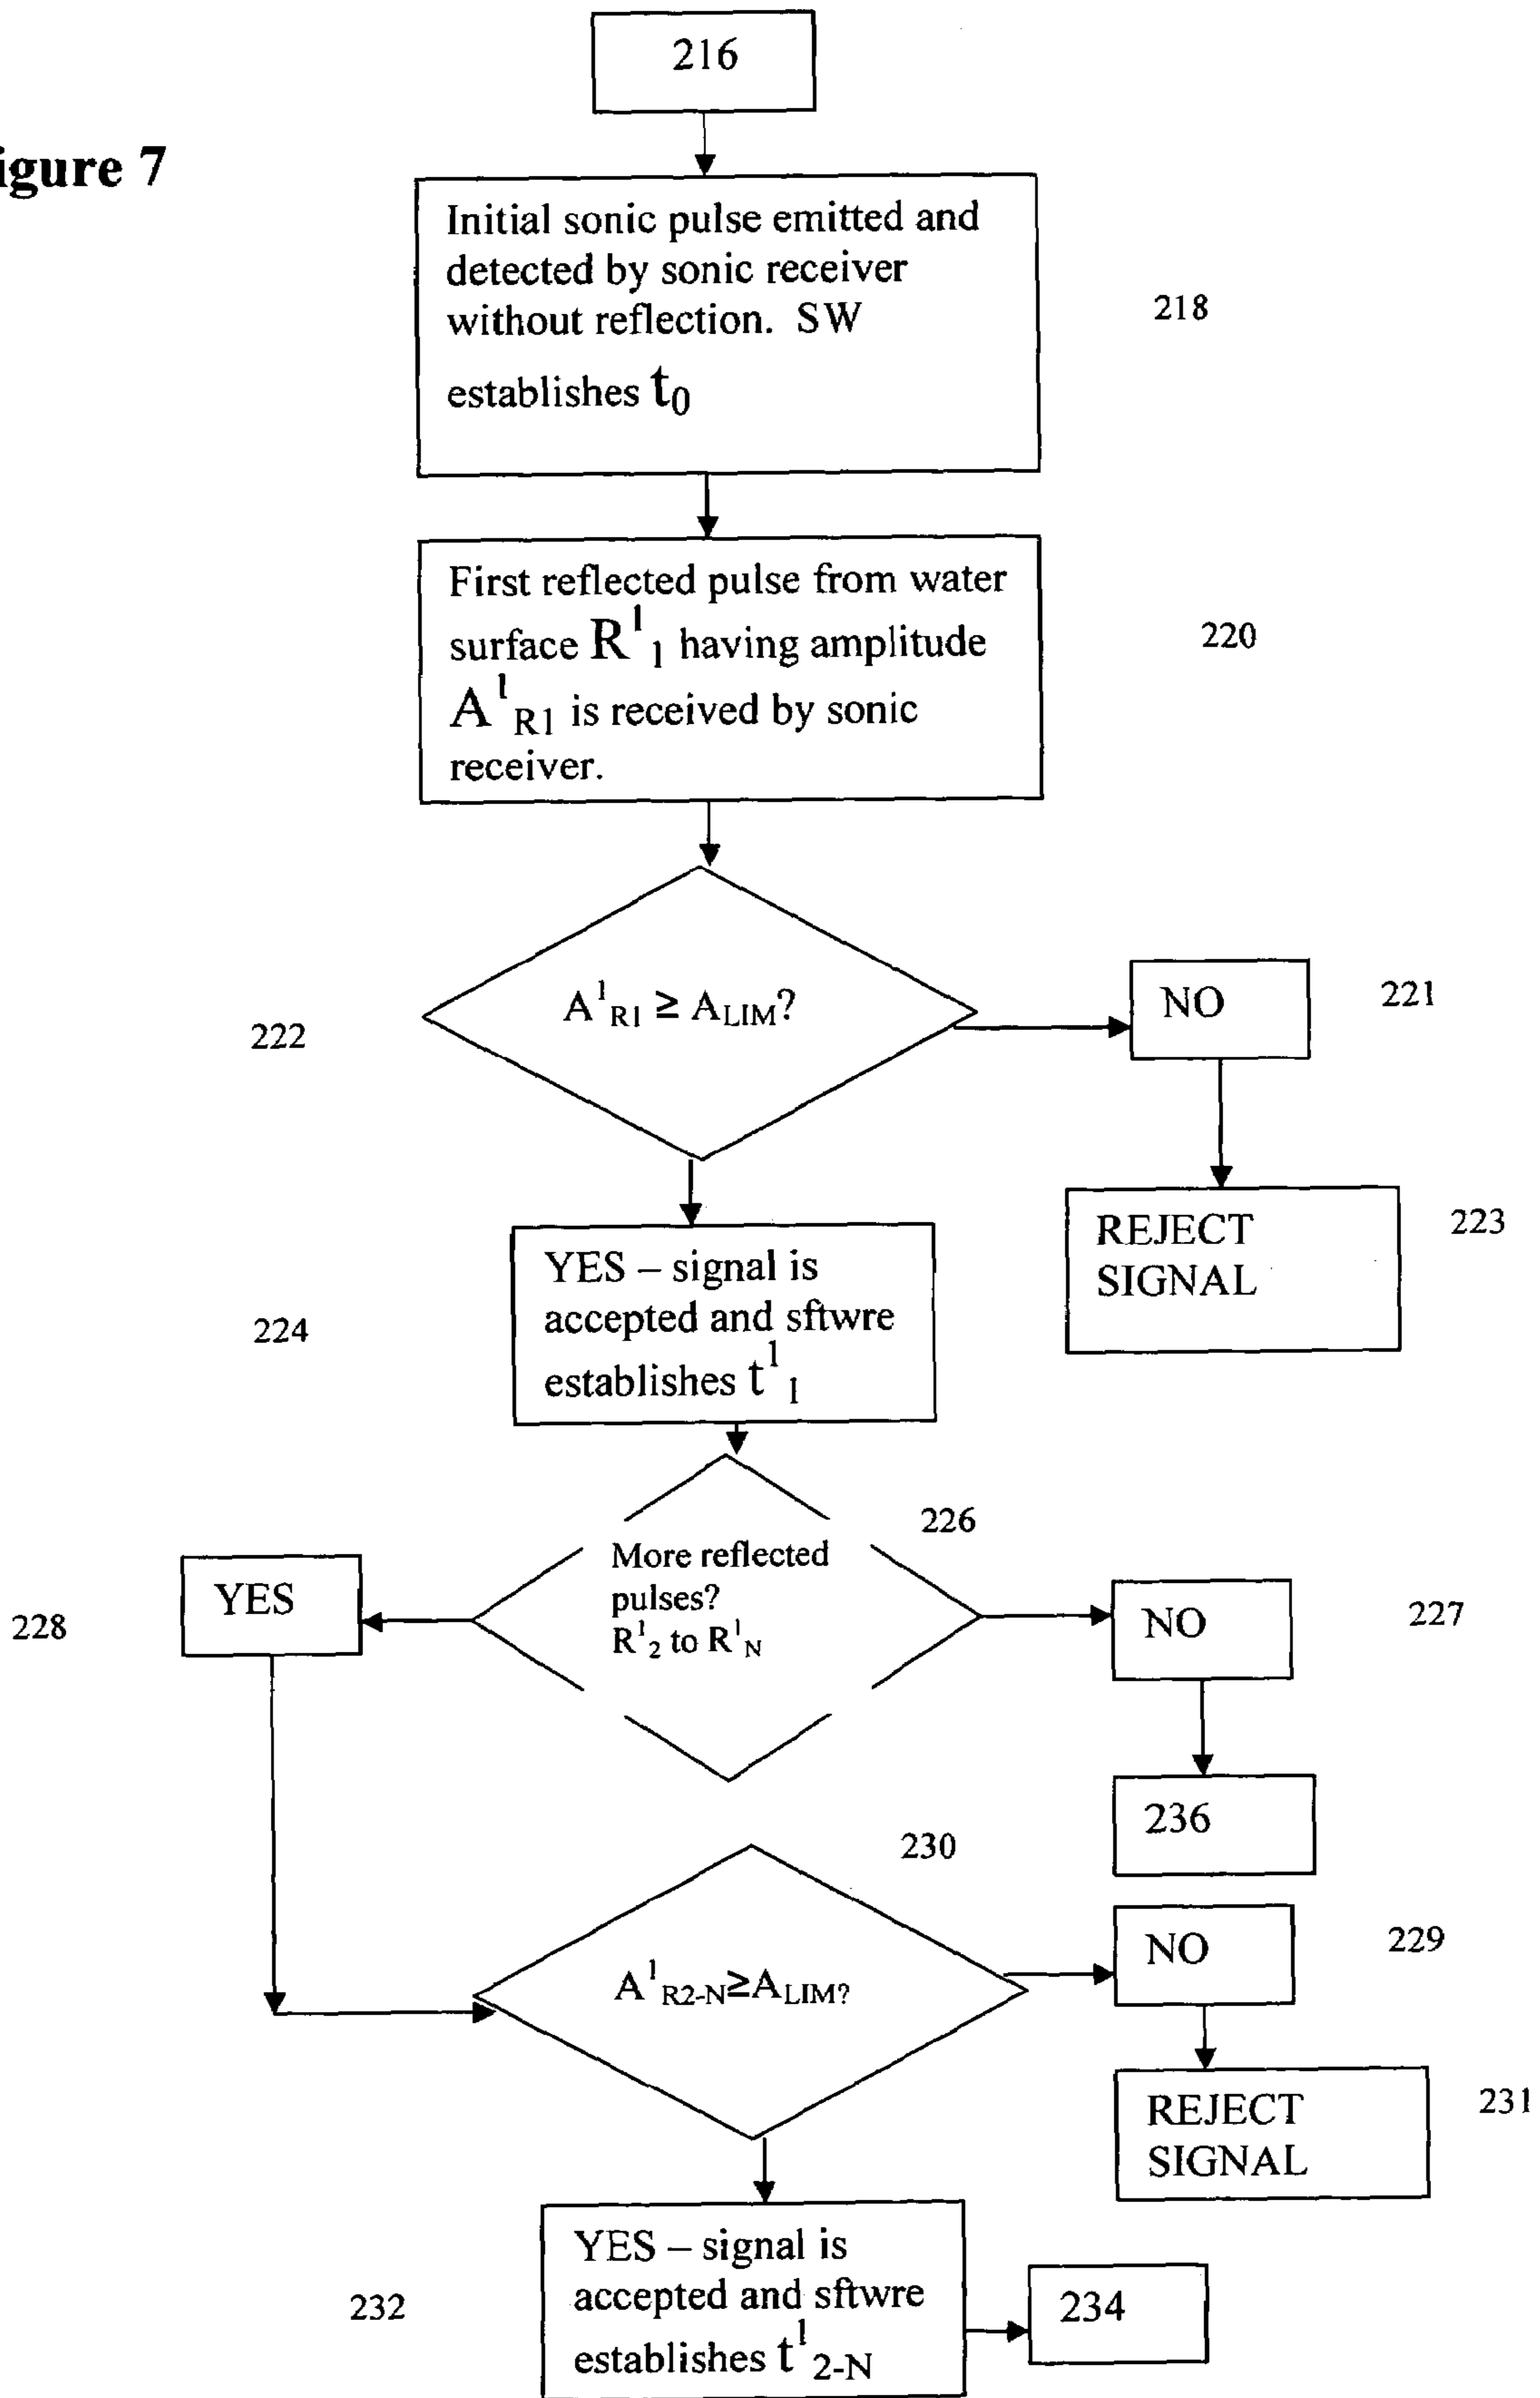 216
igure 7
Initial sonic pulse emitted and
detected by sonic receiver
without reflection. SW
establishes t₀
218
First reflected pulse from water
surface R¹₁ having amplitude
A¹R1 is received by sonic
receiver.
220
A¹R1 ≥ ALIM?
222
NO
221
REJECT
SIGNAL
223
YES – signal is
accepted and sftwre
establishes t¹₁
224
226
More reflected
pulses?
R¹₂ to R¹N
YES
228
NO
227
236
230
A¹R2-N≥ALIM?
NO
229
REJECT
SIGNAL
231
YES – signal is
accepted and sftwre
establishes t¹2-N
232
234